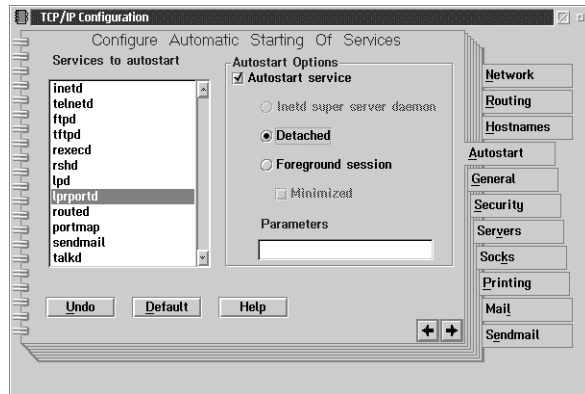 TCP/IP Configuration
Configure Automatic Starting Of Services
Services to autostart
inetd
telnetd
ftpd
tftpd
rexecd
rshd
lpd
lprportd
routed
portmap
sendmail
talkd
Autostart Options
Autostart service
Inetd super server daemon
Detached
Foreground session
Minimized
Parameters
Undo
Default
Help
Network
Routing
Hostnames
Autostart
General
Security
Servers
Socks
Printing
Mail
Sendmail